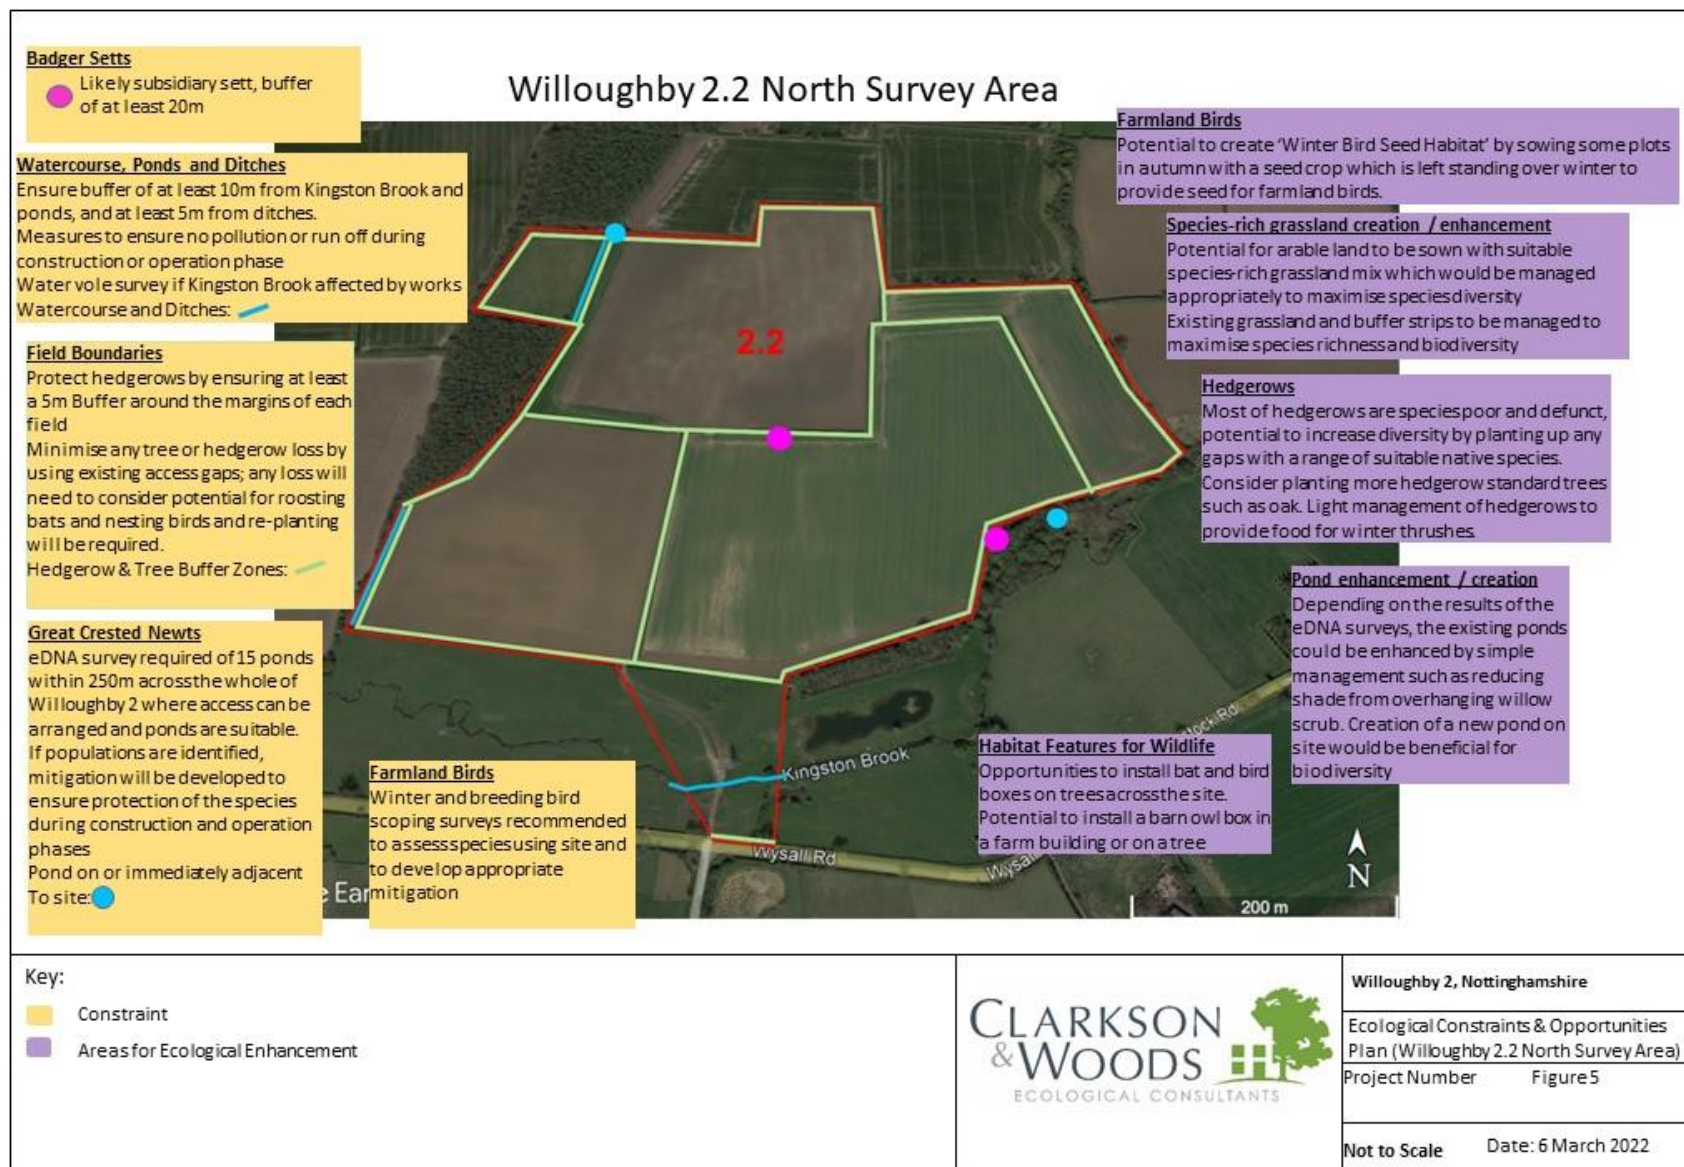 Willoughby 2.2 North Survey Area
Badger Setts
Likely subsidiary sett, buffer
of at least 20m
Watercourse, Ponds and Ditches
Ensure buffer of at least 10m from Kingston Brook and
ponds, and at least 5m from ditches.
Measures to ensure no pollution or run off during
construction or operation phase
Water vole survey if Kingston Brook affected by works
Watercourse and Ditches:
Field Boundaries
Protect hedgerows by ensuring at least
a 5m Buffer around the margins of each
field
Minimise any tree or hedgerow loss by
using existing access gaps; any loss will
need to consider potential for roosting
bats and nesting birds and re-planting
will be required.
Hedgerow & Tree Buffer Zones:
Great Crested Newts
eDNA survey required of 15 ponds
within 250m across the whole of
Willoughby 2 where access can be
arranged and ponds are suitable.
If populations are identified,
mitigation will be developed to
ensure protection of the species
during construction and operation
phases
Pond on or immediately adjacent
To site:
Farmland Birds
Winter and breeding bird
scoping surveys recommended
to assess species using site and
to develop appropriate
mitigation
2.2
Kingston Brook
Wysall Rd
200 m
N
Farmland Birds
Potential to create ‘Winter Bird Seed Habitat’ by sowing some plots
in autumn with a seed crop which is left standing over winter to
provide seed for farmland birds.
Species-rich grassland creation / enhancement
Potential for arable land to be sown with suitable
species-rich grassland mix which would be managed
appropriately to maximise species diversity
Existing grassland and buffer strips to be managed to
maximise species richness and biodiversity
Hedgerows
Most of hedgerows are species poor and defunct,
potential to increase diversity by planting up any
gaps with a range of suitable native species.
Consider planting more hedgerow standard trees
such as oak. Light management of hedgerows to
provide food for winter thrushes.
Pond enhancement / creation
Depending on the results of the
eDNA surveys, the existing ponds
could be enhanced by simple
management such as reducing
shade from overhanging willow
scrub. Creation of a new pond on
site would be beneficial for
biodiversity
Habitat Features for Wildlife
Opportunities to install bat and bird
boxes on trees across the site.
Potential to install a barn owl box in
a farm building or on a tree
Key:
Constraint
Areas for Ecological Enhancement
CLARKSON
& WOODS
ECOLOGICAL CONSULTANTS
Willoughby 2, Nottinghamshire
Ecological Constraints & Opportunities
Plan (Willoughby 2.2 North Survey Area)
Project Number Figure 5
Not to Scale Date: 6 March 2022